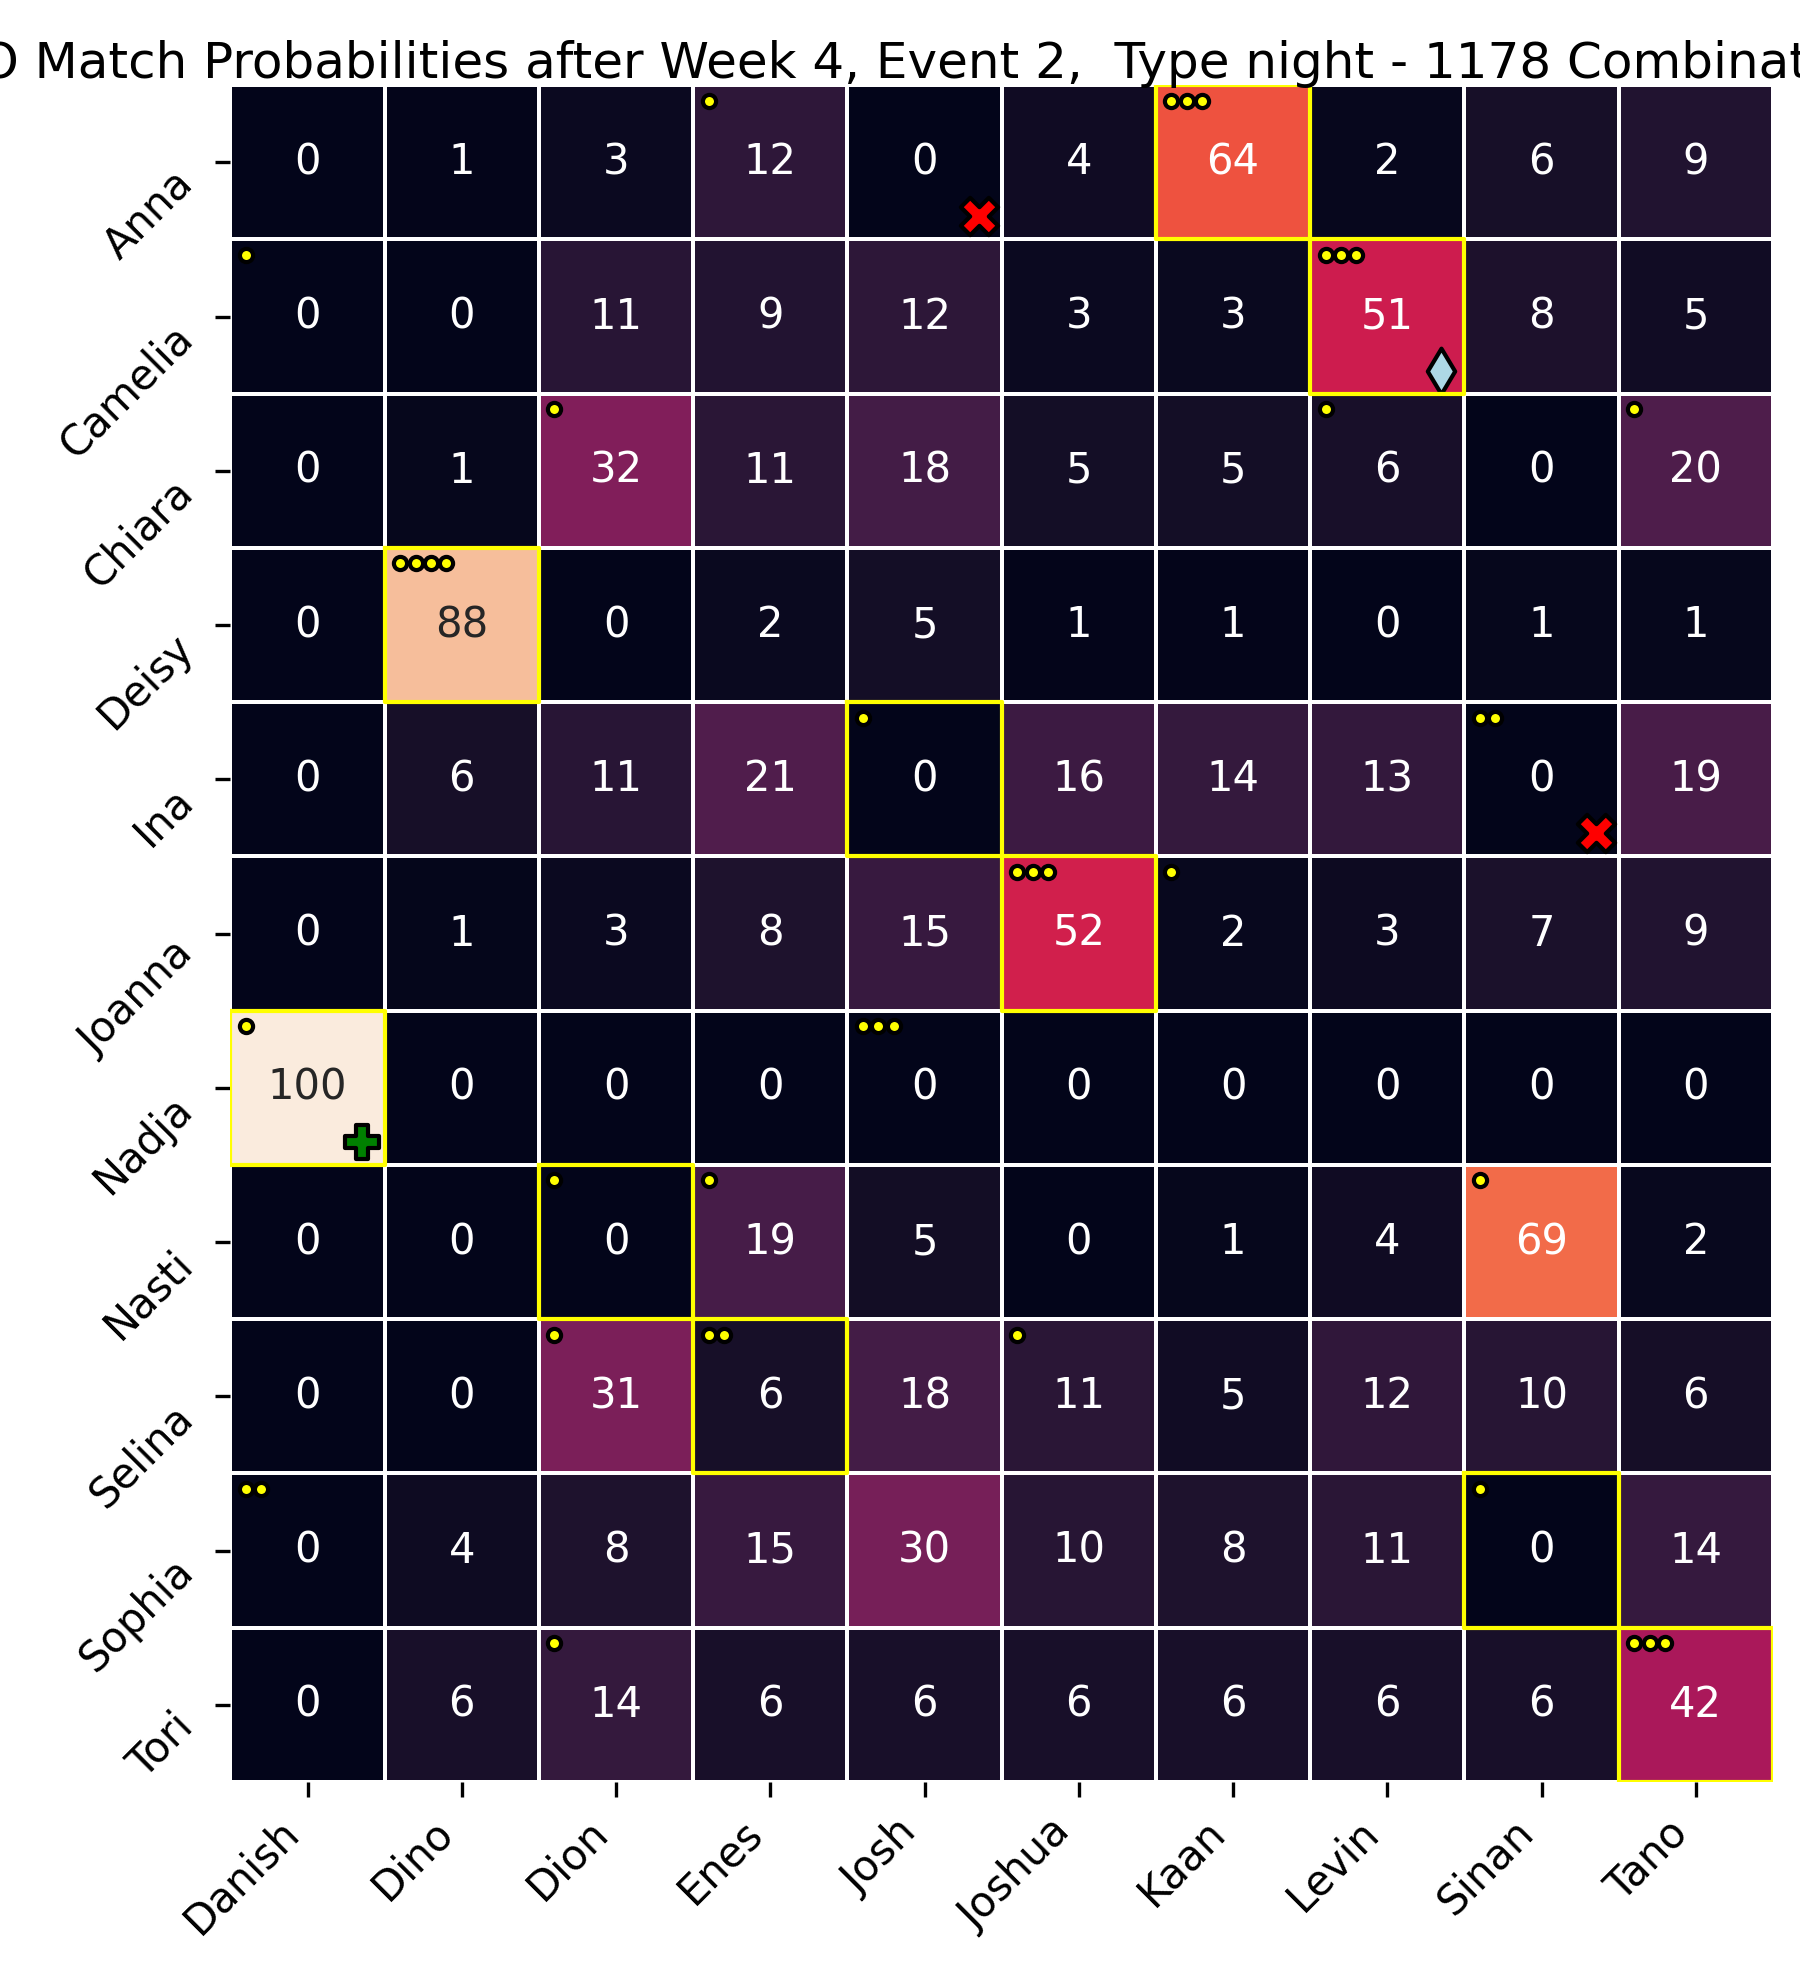 Match Probabilities after Week 4, Event 2, Type night - 1178
Anna 0 1 3 12 0 4 64 2 6 9
Camelia 0 0 11 9 12 3 3 51 8 5
Chiara 0 1 32 11 18 5 5 6 0 20
Deisy 0 88 0 2 5 1 1 0 1 1
Ina 0 6 11 21 0 16 14 13 0 19
Joanna 0 1 3 8 15 52 2 3 7 9
Nadja 100 0 0 0 0 0 0 0 0 0
Nasti 0 0 0 19 5 0 1 4 69 2
Selina 0 0 31 6 18 11 5 12 10 6
Sophia 0 4 8 15 30 10 8 11 0 14
Tori 0 6 14 6 6 6 6 6 6 42
Danish Dino Dion Enes Josh Joshua Kaan Levin Sinan Tano